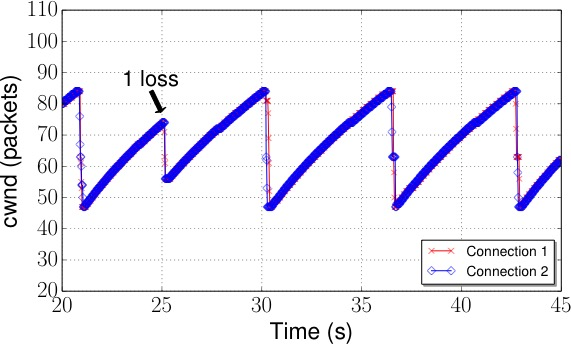 110
100
90
80
70
60
50
40
30
20
cwnd (packets)
1 loss
Connection 1
Connection 2
20 25 30 35 40 45
Time (s)